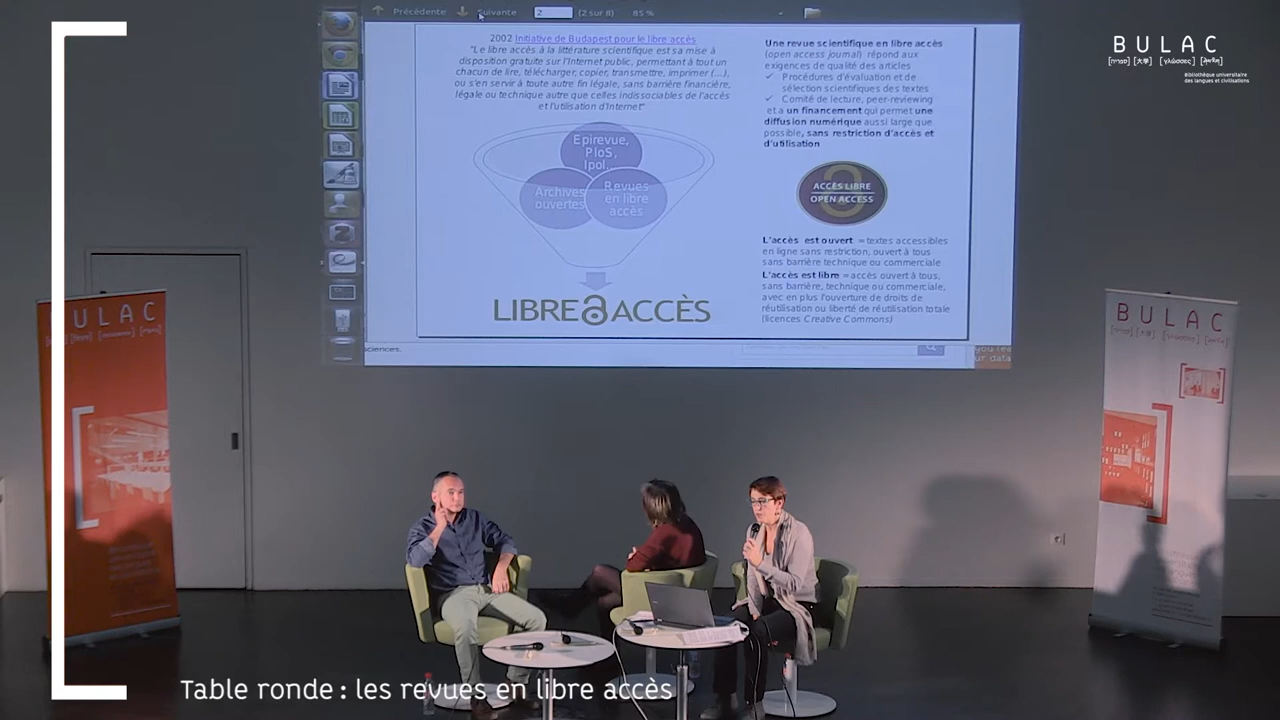 Précédente
Suivante
2
(2 sur 8)
85 %
2002 Initiative de Budapest pour le libre accès
"Le libre accès à la littérature scientifique est sa mise à
disposition gratuite sur l'Internet public, permettant à tout un
chacun de lire, télécharger, copier, transmettre, imprimer (...),
ou s'en servir à toute autre fin légale, sans barrière financière,
légale ou technique autre que celles indissociables de l'accès
et l'utilisation d'Internet"
Epirevue,
PloS,
Ipol...
Archives
ouvertes
Revues
en libre
accès
LIBRE ACCÈS
Une revue scientifique en libre accès
(open access journal) répond aux
exigences de qualité des articles
✓ Procédures d'évaluation et de
sélection scientifiques des textes
✓ Comité de lecture, peer-reviewing
et a un financement qui permet une
diffusion numérique aussi large que
possible, sans restriction d'accès et
d'utilisation
ACCÈS LIBRE
OPEN ACCESS
L'accès est ouvert = textes accessibles
en ligne sans restriction, ouvert à tous
sans barrière technique ou commerciale
L'accès est libre = accès ouvert à tous,
sans barrière, technique ou commerciale,
avec en plus l'ouverture de droits de
réutilisation ou liberté de réutilisation totale
(licences Creative Commons)
sciences.
BULAC
[大學] [γλώσσες]
Bibliothèque universitaire
des langues et civilisations
BULAC
BULAC
Table ronde : les revues en libre accès